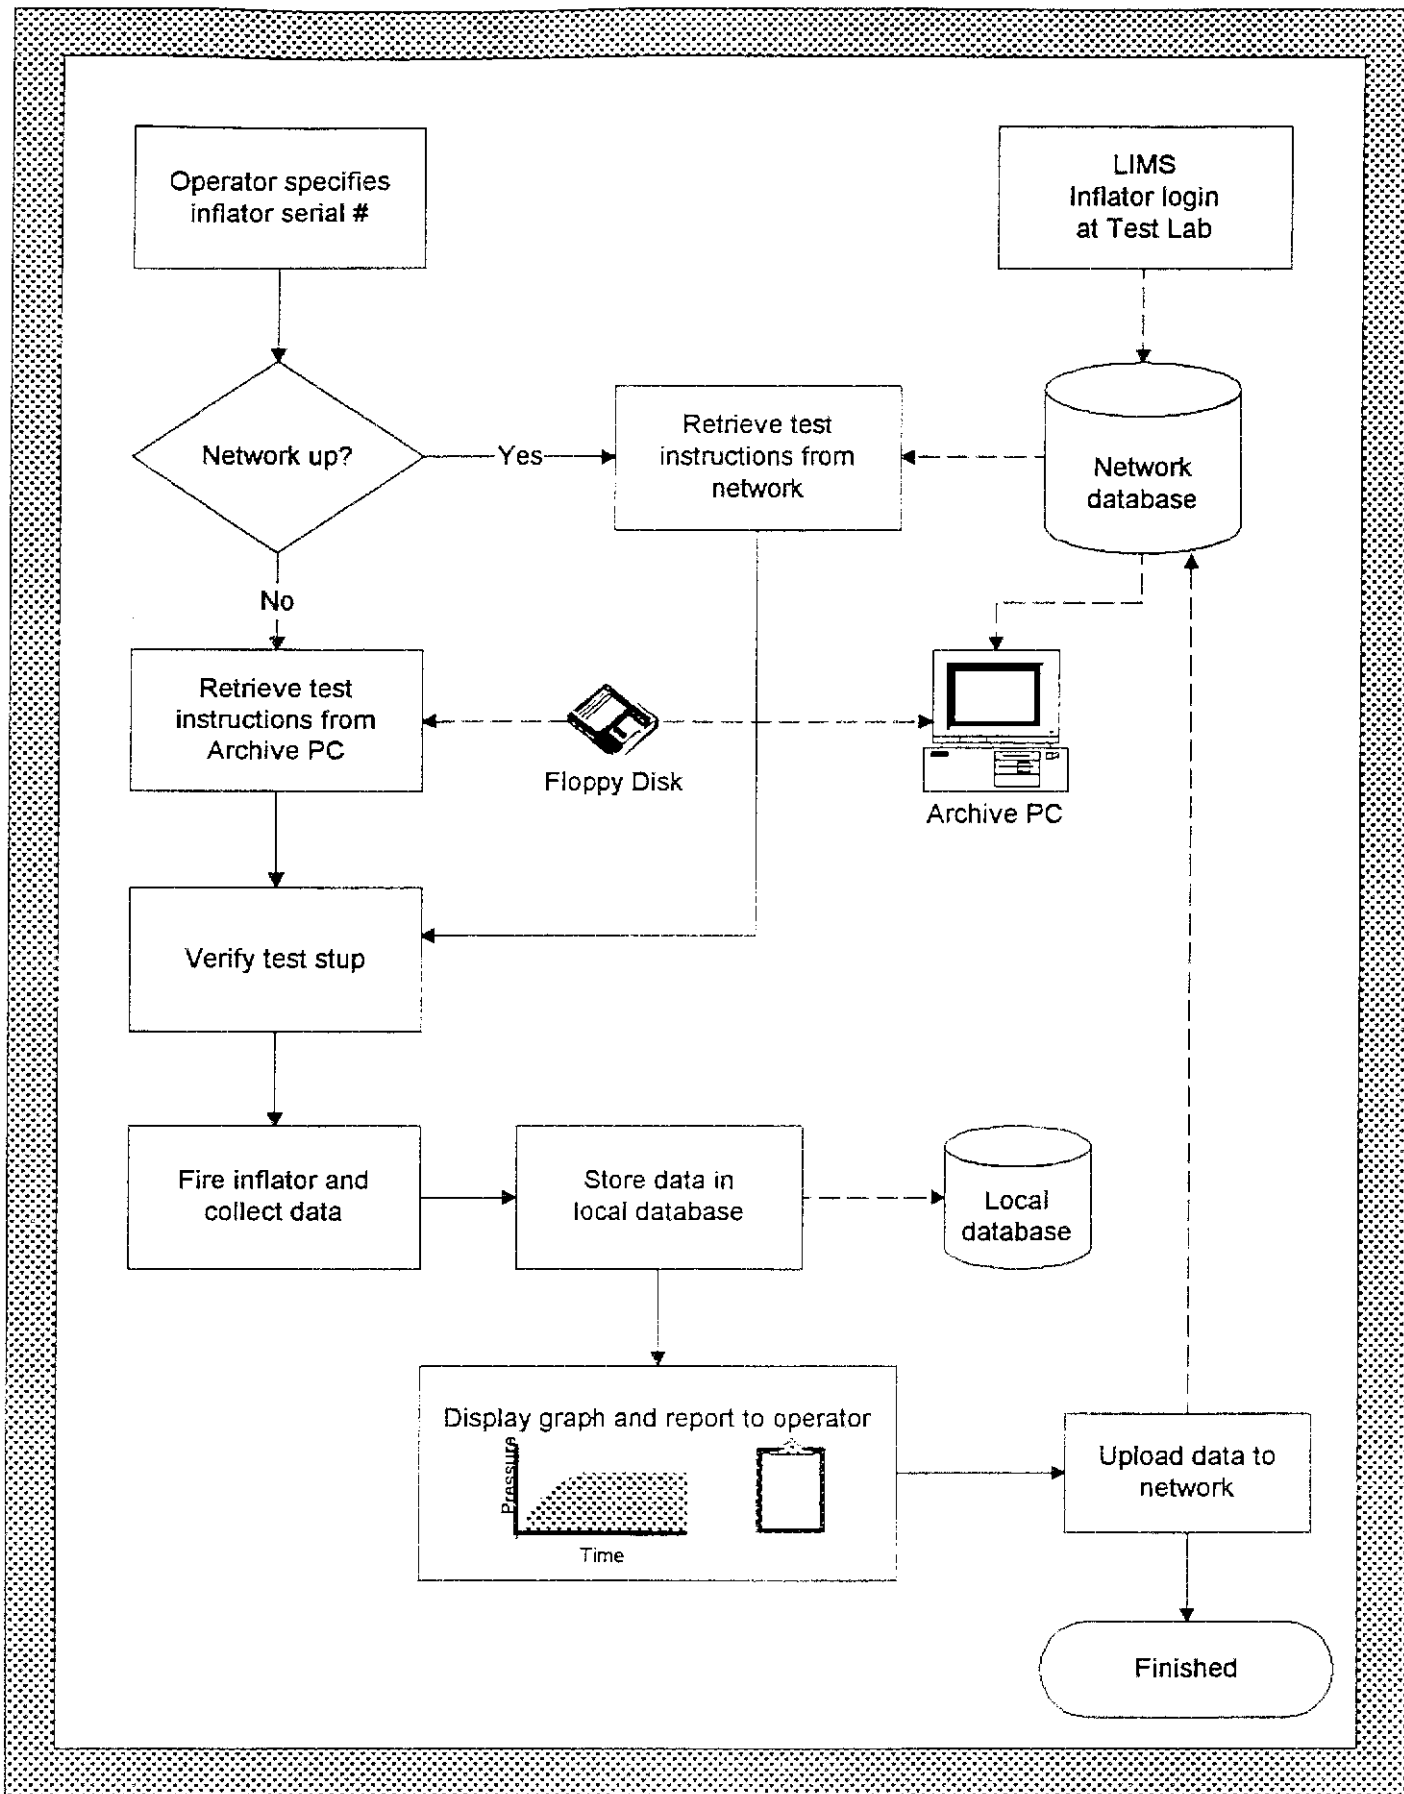 Operator specifies
inflator serial #
LIMS
Inflator login
at Test Lab
Network up?
Yes
Retrieve test
instructions from
network
Network
database
No
Retrieve test
instructions from
Archive PC
Floppy Disk
Archive PC
Verify test stup
Fire inflator and
collect data
Store data in
local database
Local
database
Display graph and report to operator
Pressure
Time
Upload data to
network
Finished